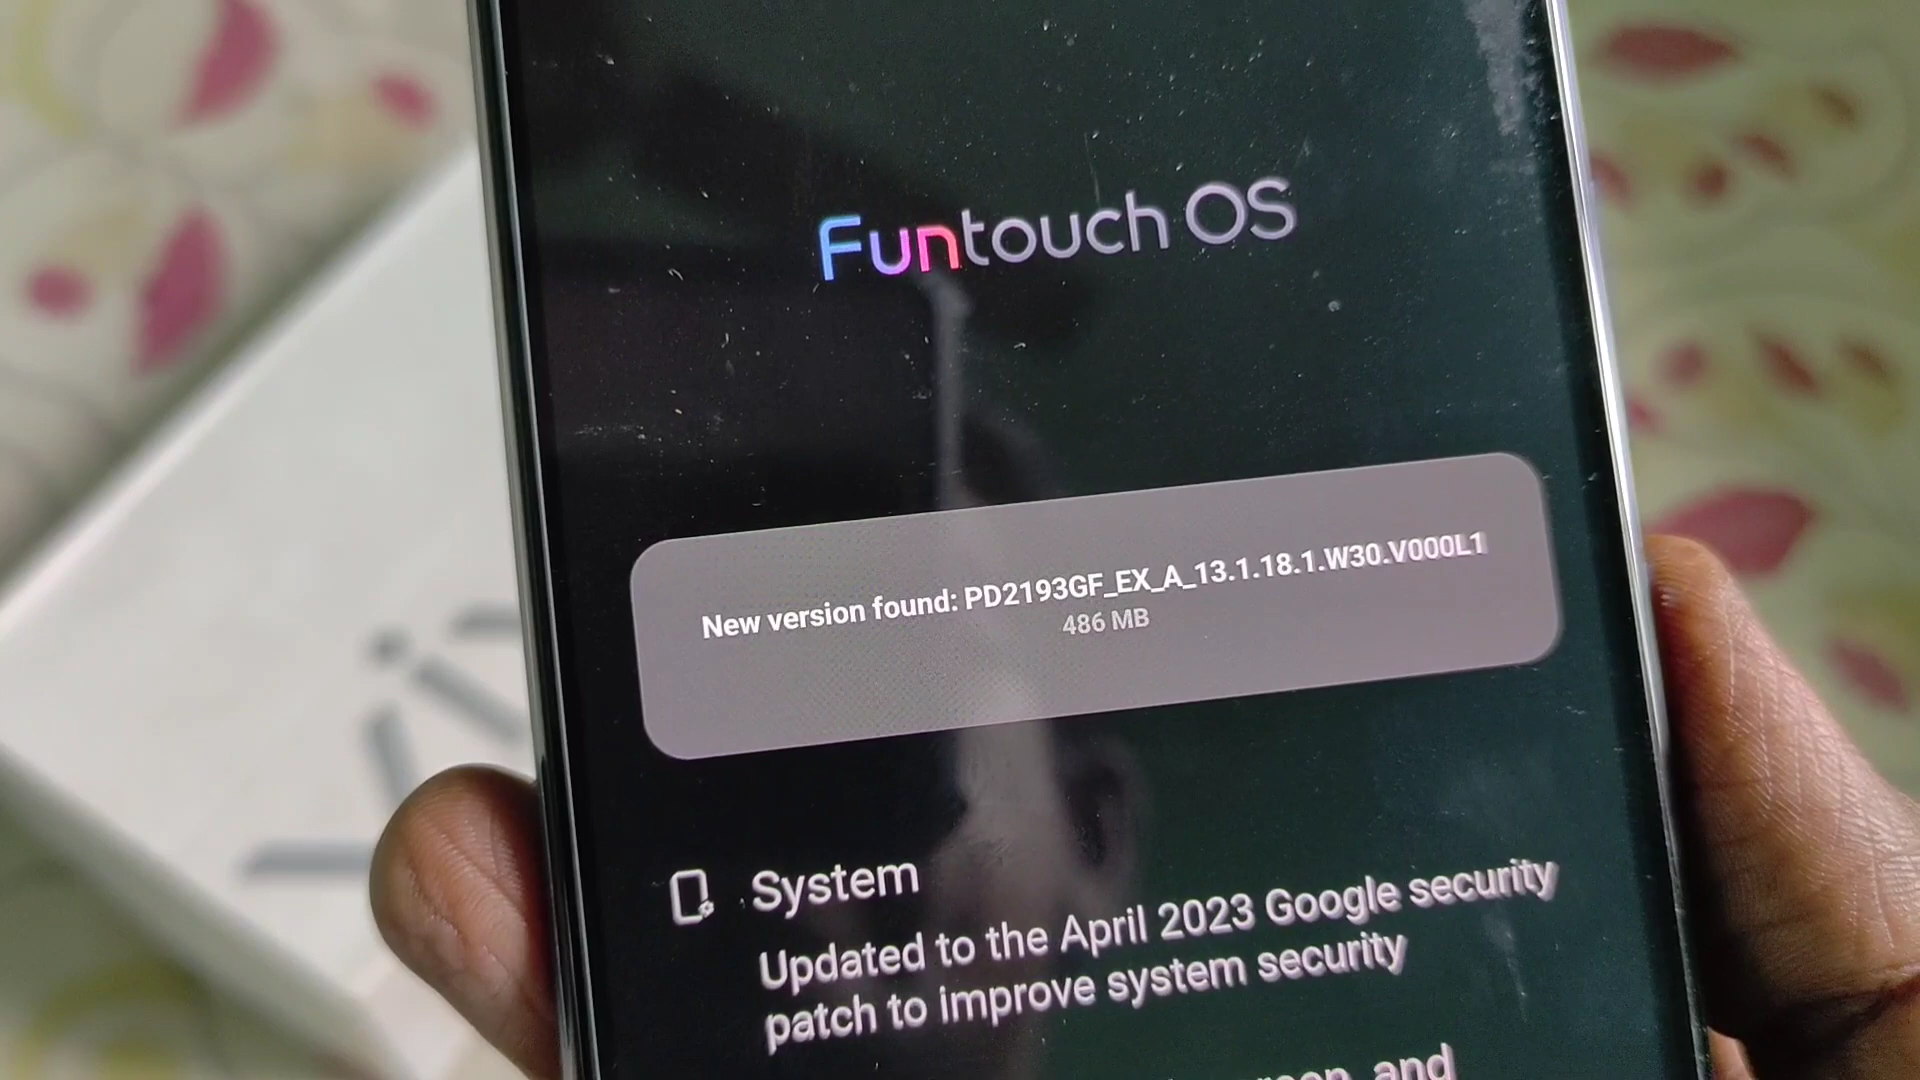 Funtouch OS
New version found: PD2193GF_EX_A_13.1.18.1.W30.V000L1
486 MB
System
Updated to the April 2023 Google security
patch to improve system security
and